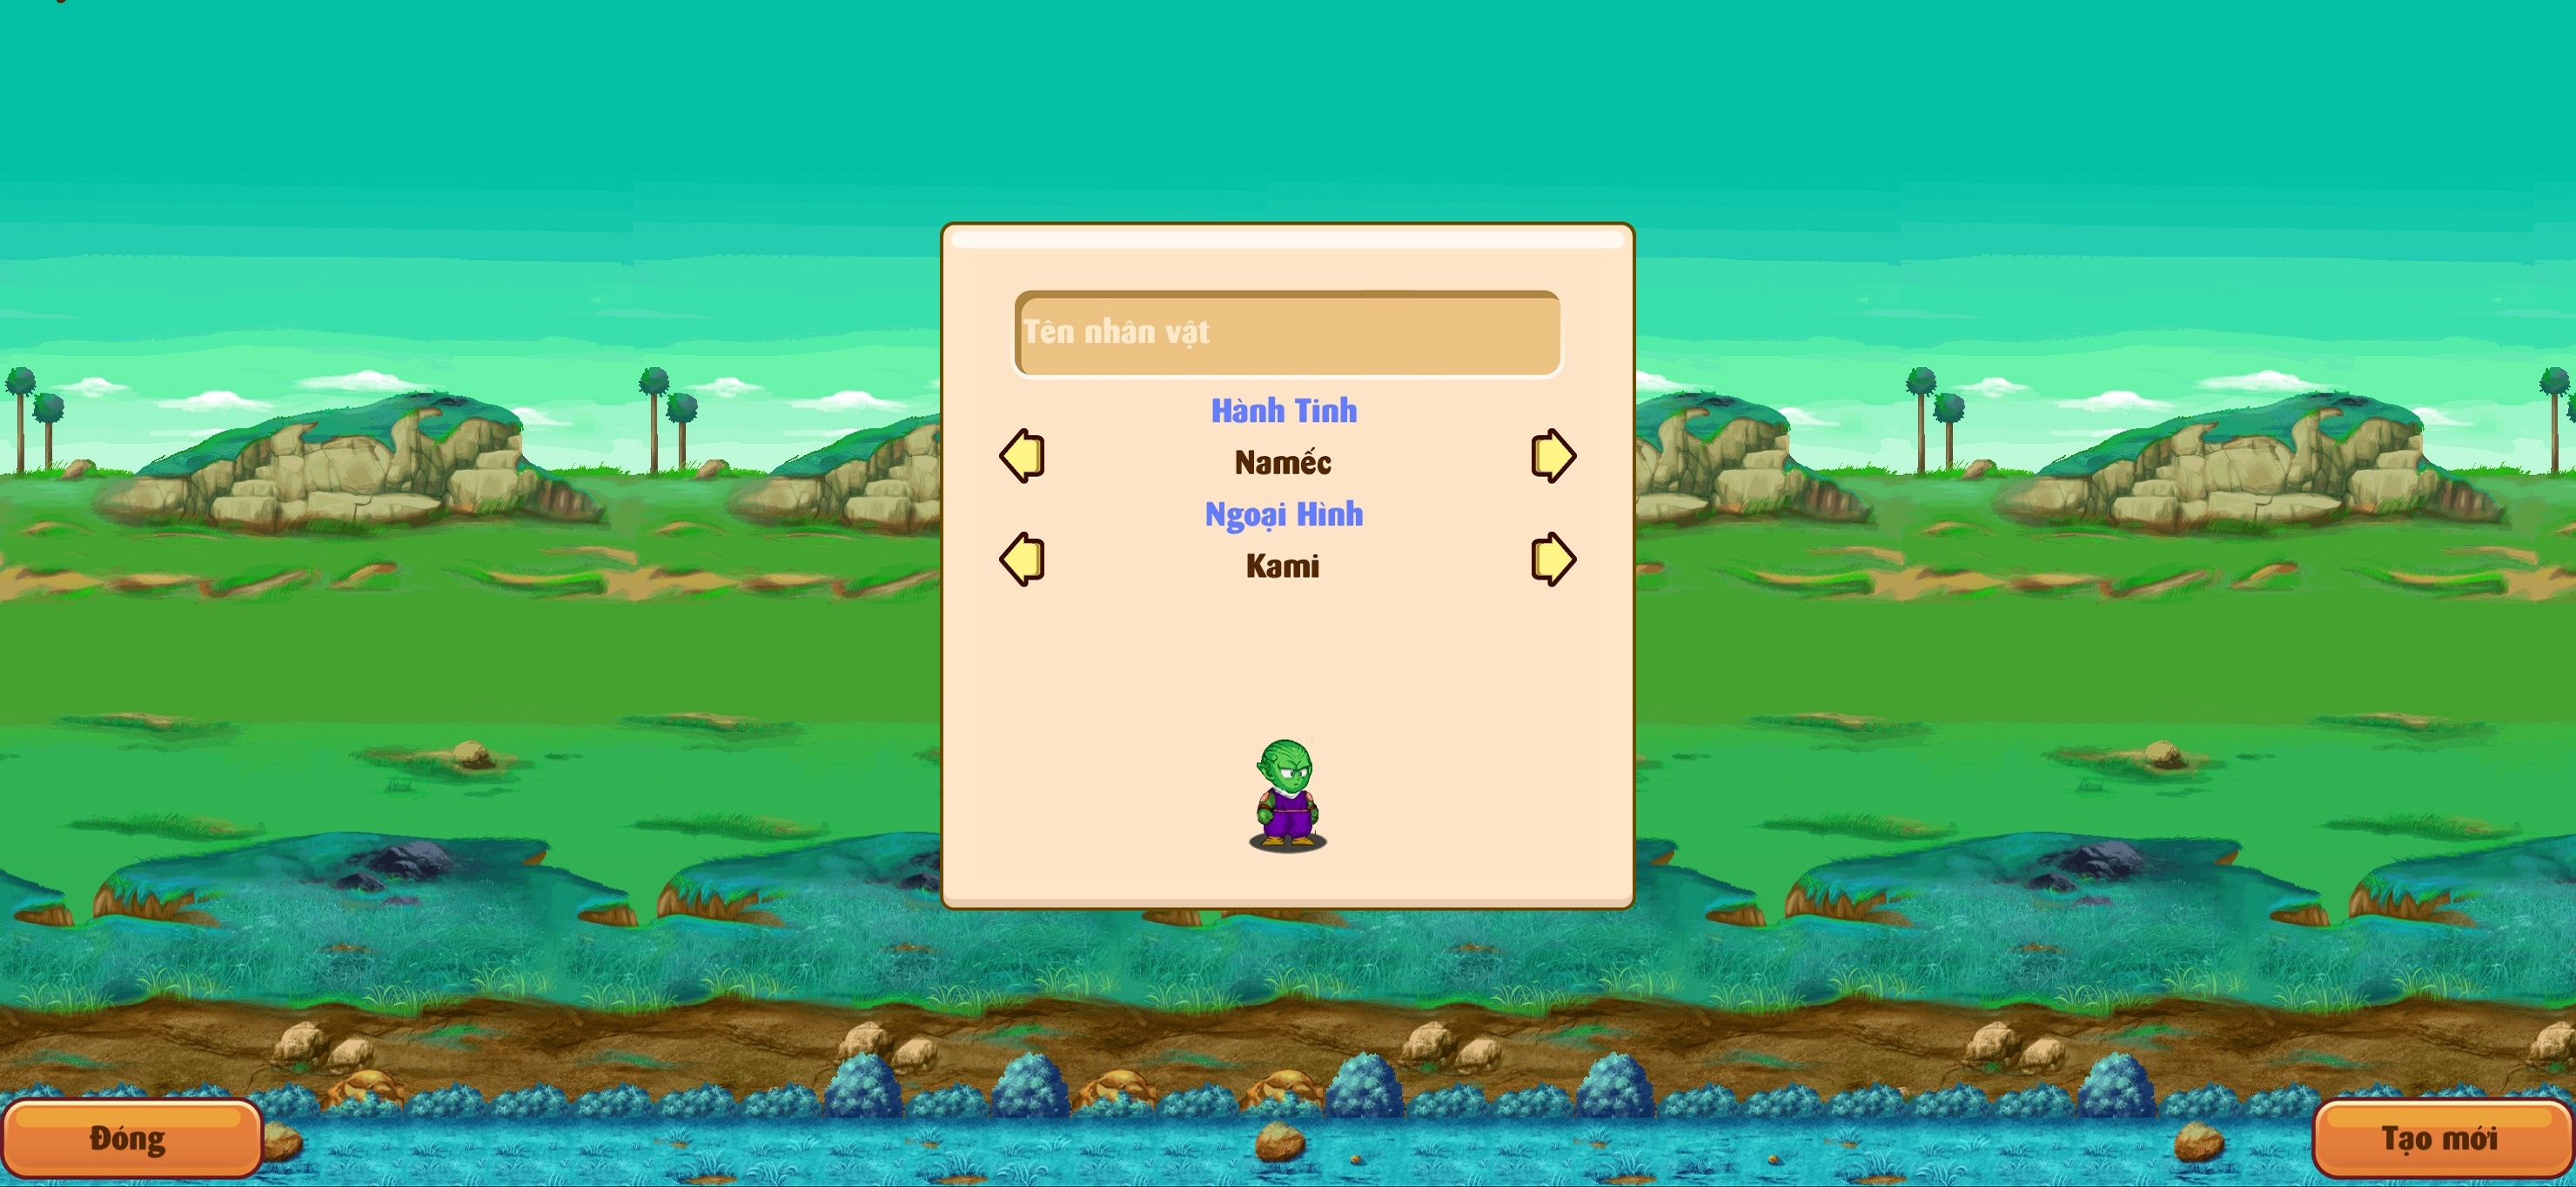 Tên nhân vật
Hành Tinh
Namếc
Ngoại Hình
Kami
Đóng
Tạo mới